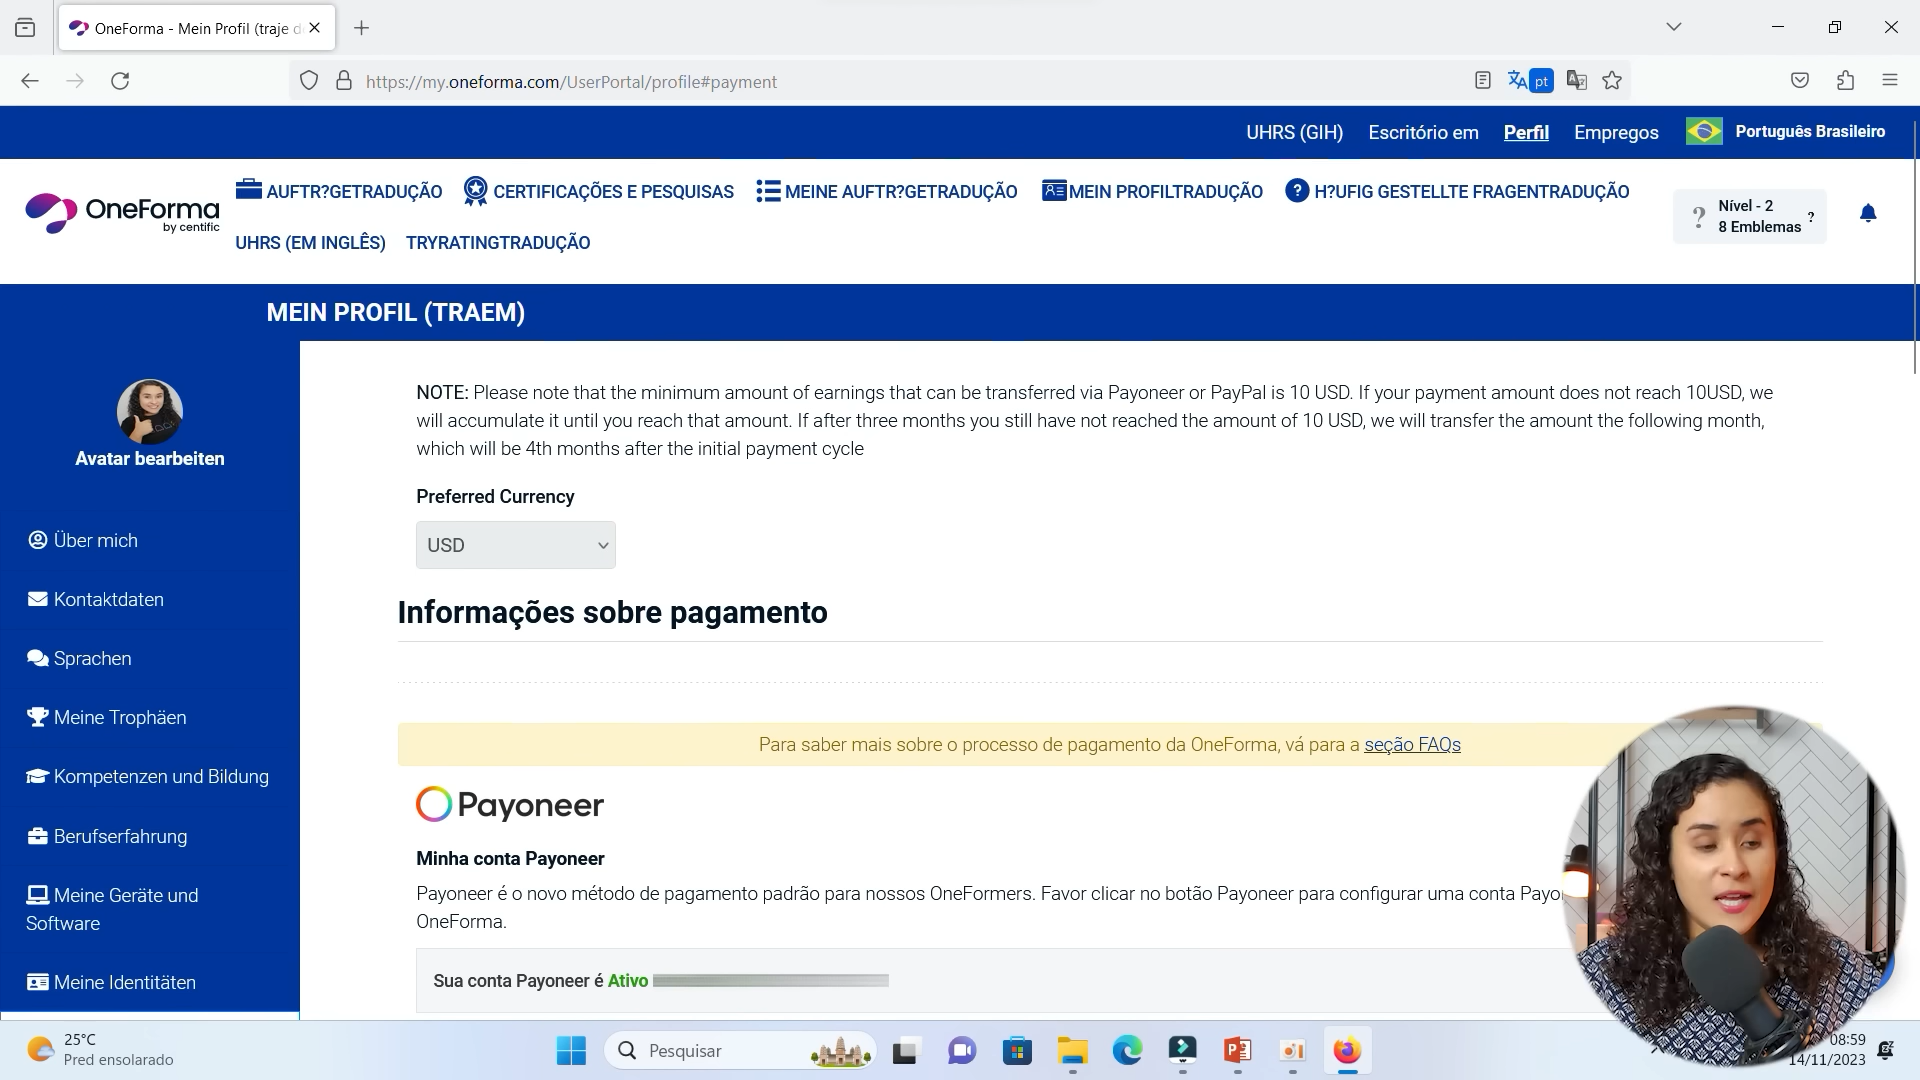 OneForma - Mein Profil (traje d
https://my.oneforma.com/UserPortal/profile#payment
pt
UHRS (GIH) Escritório em Perfil Empregos Português Brasileiro
OneForma
by centific
AUFTR?GETRADUÇÃO CERTIFICAÇÕES E PESQUISAS MEINE AUFTR?GETRADUÇÃO MEIN PROFILTRADUÇÃO H?UFIG GESTELLTE FRAGENTRADUÇÃO
UHRS (EM INGLÊS) TRYRATINGTRADUÇÃO
? Nível - 2
8 Emblemas ?
MEIN PROFIL (TRAEM)
Avatar bearbeiten
Über mich
Kontaktdaten
Sprachen
Meine Trophäen
Kompetenzen und Bildung
Berufserfahrung
Meine Geräte und
Software
Meine Identitäten
NOTE: Please note that the minimum amount of earnings that can be transferred via Payoneer or PayPal is 10 USD. If your payment amount does not reach 10USD, we
will accumulate it until you reach that amount. If after three months you still have not reached the amount of 10 USD, we will transfer the amount the following month,
which will be 4th months after the initial payment cycle
Preferred Currency
USD
Informações sobre pagamento
Para saber mais sobre o processo de pagamento da OneForma, vá para a seção FAQs
Payoneer
Minha conta Payoneer
Payoneer é o novo método de pagamento padrão para nossos OneFormers. Favor clicar no botão Payoneer para configurar uma conta Payo
OneForma.
Sua conta Payoneer é Ativo
25°C
Pred ensolarado
Pesquisar
08:59
14/11/2023